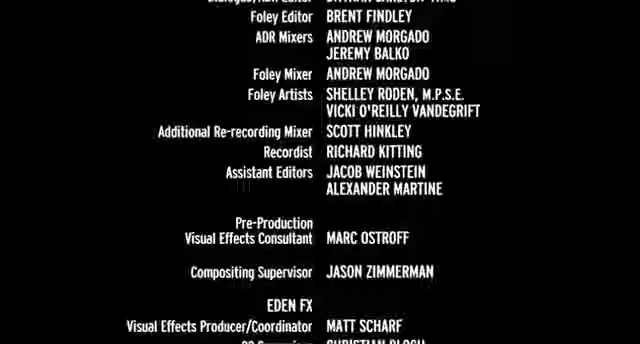 Foley Editor BRENT FINDLEY
ADR Mixers ANDREW MORGADO
JEREMY BALKO
Foley Mixer ANDREW MORGADO
Foley Artists SHELLEY RODEN, M.P.S.E.
VICKI O'REILLY VANDEGRIFT
Additional Re-recording Mixer SCOTT HINKLEY
Recordist RICHARD KITTING
Assistant Editors JACOB WEINSTEIN
ALEXANDER MARTINE
Pre-Production
Visual Effects Consultant MARC OSTROFF
Compositing Supervisor JASON ZIMMERMAN
EDEN FX
Visual Effects Producer/Coordinator MATT SCHARF